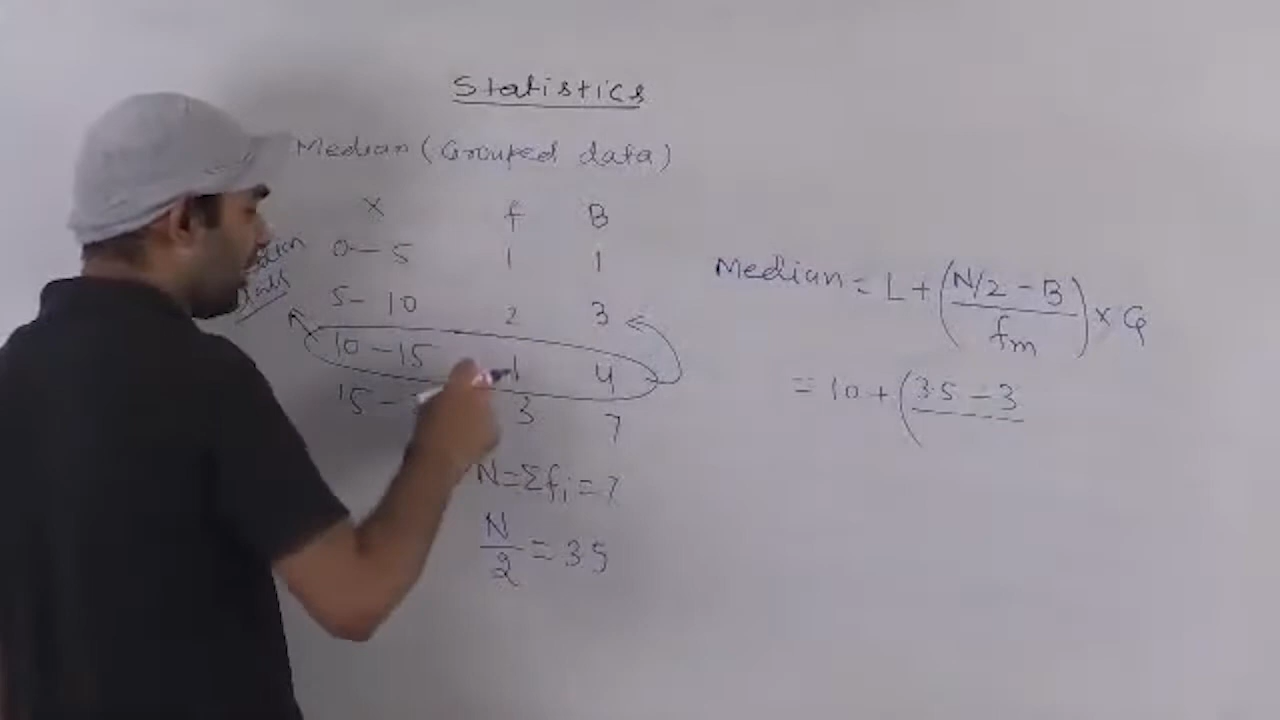 Statistics
Median (Grouped data)
x f B
0-5 1 1
5-10 2 3
10-15 1 4
15- 3 7
N=Σfi=7
N/2 = 3.5
Median = L+(N/2-B/fm)×G
= 10+(3.5-3